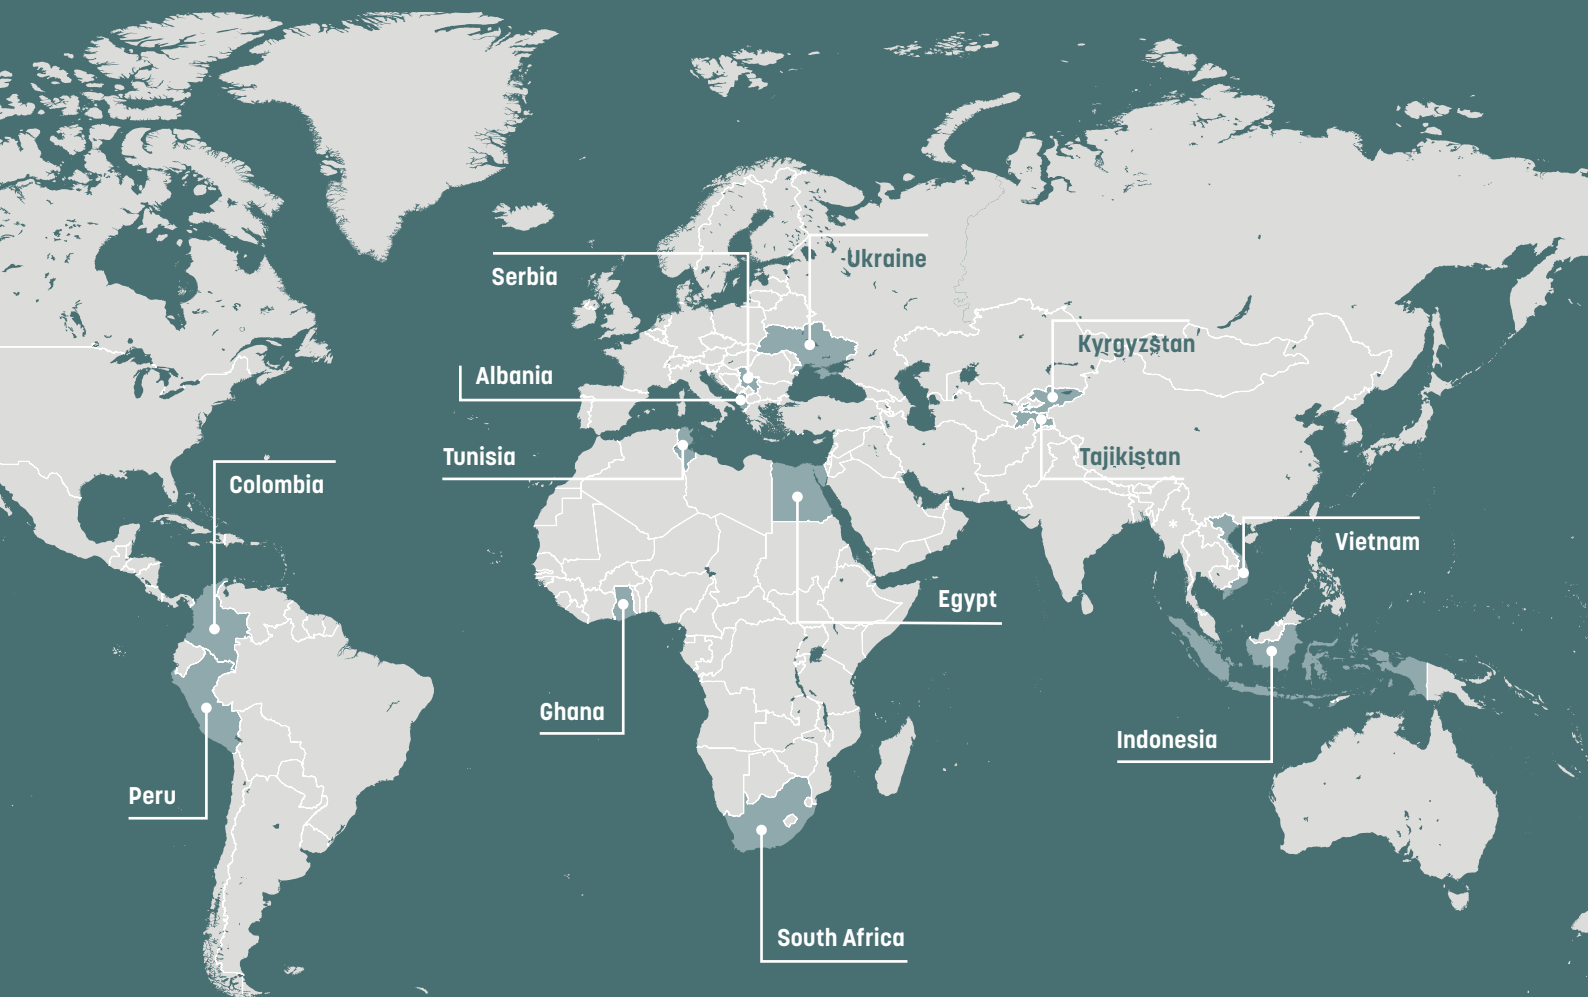 Ukraine
Serbia
Kyrgyzstan
Albania
Tunisia
Tajikistan
Colombia
Vietnam
Egypt
Ghana
Indonesia
Peru
South Africa